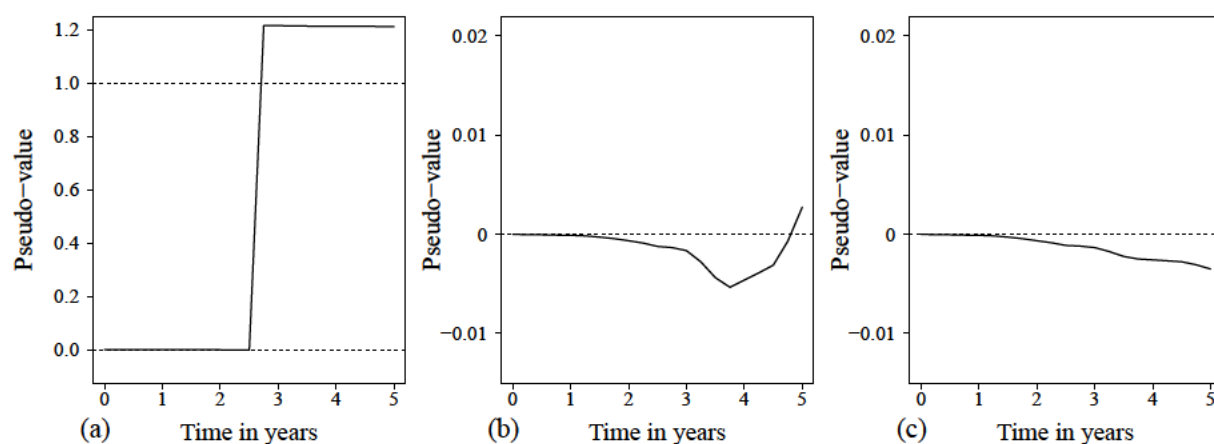 1.2
1.0
0.8
0.6
0.4
0.2
0.0
Pseudo−value
0 1 2 3 4 5
(a) Time in years
0.02
0.01
0
−0.01
Pseudo−value
0 1 2 3 4 5
(b) Time in years
0.02
0.01
0
−0.01
Pseudo−value
0 1 2 3 4 5
(c) Time in years